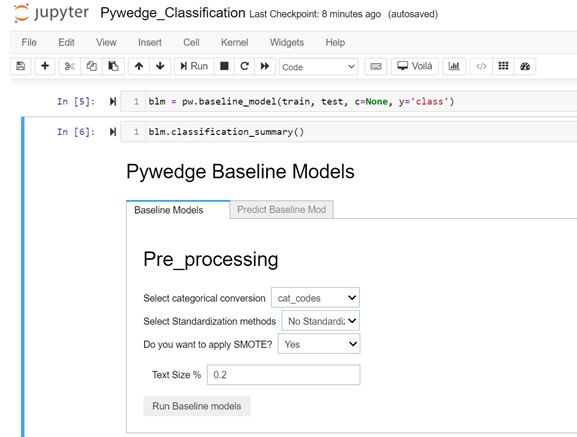 jupyter Pywedge_Classification Last Checkpoint: 8 minutes ago (autosaved)
File Edit View Insert Cell Kernel Widgets Help
Run Code Voilà
In [5]: 1 blm = pw.baseline_model(train, test, c=None, y='class')
In [6]: 1 blm.classification_summary()
Pywedge Baseline Models
Baseline Models Predict Baseline Mod
Pre_processing
Select categorical conversion cat_codes
Select Standardization methods No Standardiz
Do you want to apply SMOTE? Yes
Text Size % 0.2
Run Baseline models